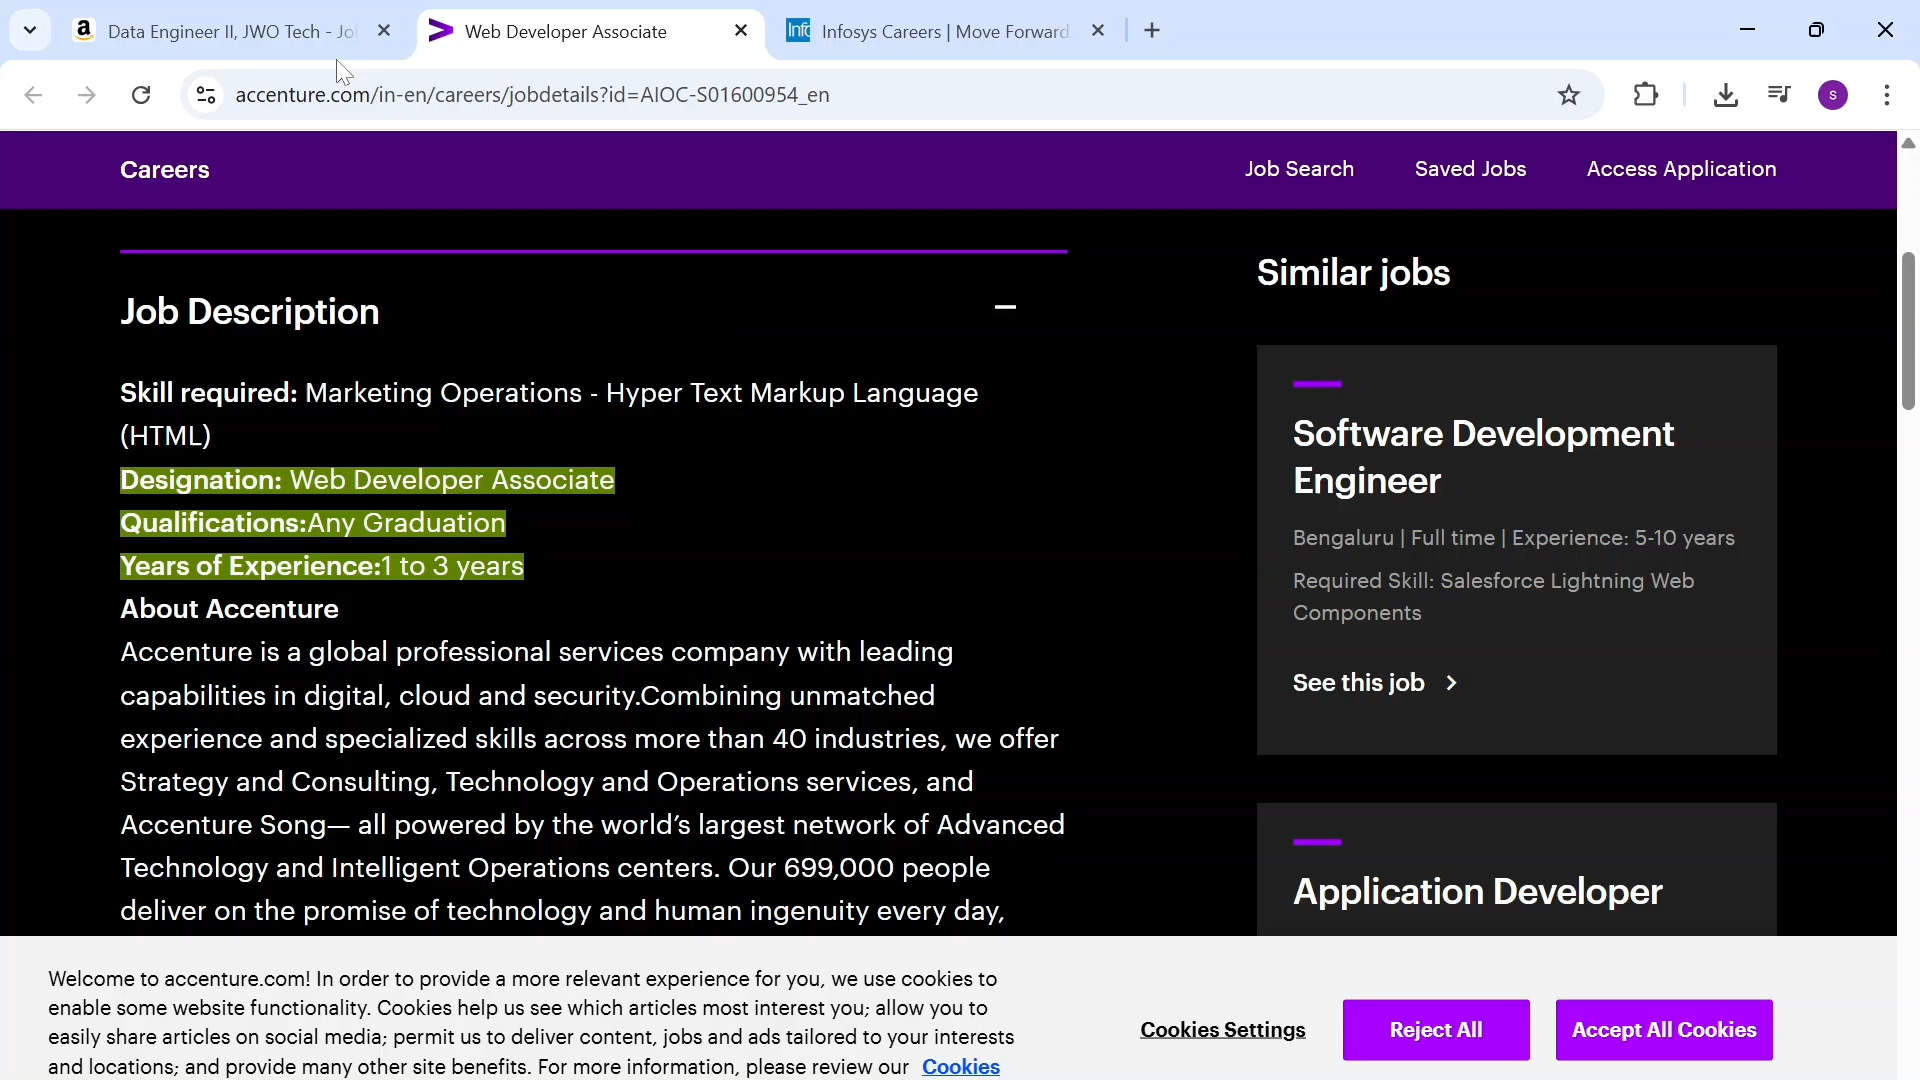 Data Engineer II, JWO Tech - Jo
Web Developer Associate
Infosys Careers | Move Forward
accenture.com/in-en/careers/jobdetails?id=AIOC-S01600954_en
S
Careers
Job Search
Saved Jobs
Access Application
Job Description
Skill required: Marketing Operations - Hyper Text Markup Language
(HTML)
Designation: Web Developer Associate
Qualifications:Any Graduation
Years of Experience:1 to 3 years
About Accenture
Accenture is a global professional services company with leading
capabilities in digital, cloud and security.Combining unmatched
experience and specialized skills across more than 40 industries, we offer
Strategy and Consulting, Technology and Operations services, and
Accenture Song— all powered by the world’s largest network of Advanced
Technology and Intelligent Operations centers. Our 699,000 people
deliver on the promise of technology and human ingenuity every day,
Similar jobs
Software Development
Engineer
Bengaluru | Full time | Experience: 5-10 years
Required Skill: Salesforce Lightning Web
Components
See this job
Application Developer
Welcome to accenture.com! In order to provide a more relevant experience for you, we use cookies to
enable some website functionality. Cookies help us see which articles most interest you; allow you to
easily share articles on social media; permit us to deliver content, jobs and ads tailored to your interests
and locations; and provide many other site benefits. For more information, please review our Cookies
Cookies Settings
Reject All
Accept All Cookies